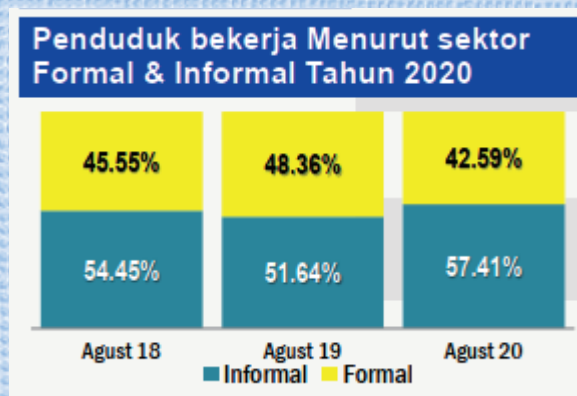 Penduduk bekerja Menurut sektor
Formal & Informal Tahun 2020
45.55% 48.36% 42.59%
54.45% 51.64% 57.41%
Agust 18 Agust 19 Agust 20
Informal Formal